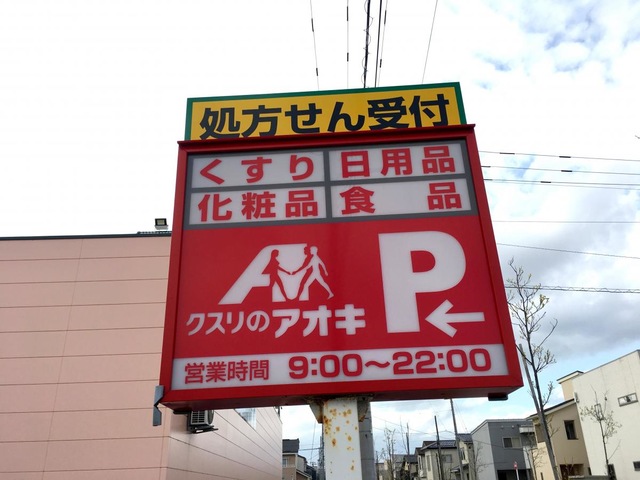 処方せん受付
くすり 日用品
化粧品 食品
P
クスリのアオキ
営業時間 9:00～22:00